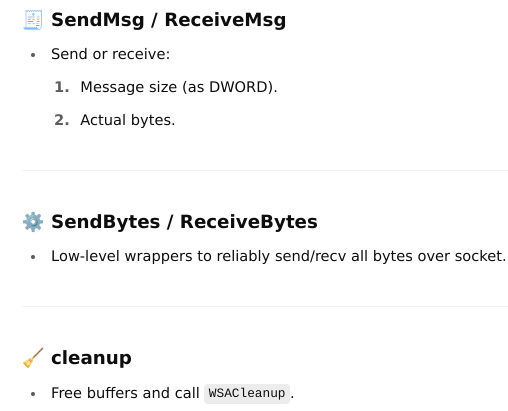 🧾 SendMsg / ReceiveMsg
• Send or receive:
1. Message size (as DWORD).
2. Actual bytes.
⚙️ SendBytes / ReceiveBytes
• Low-level wrappers to reliably send/recv all bytes over socket.
🧹 cleanup
• Free buffers and call WSACleanup.